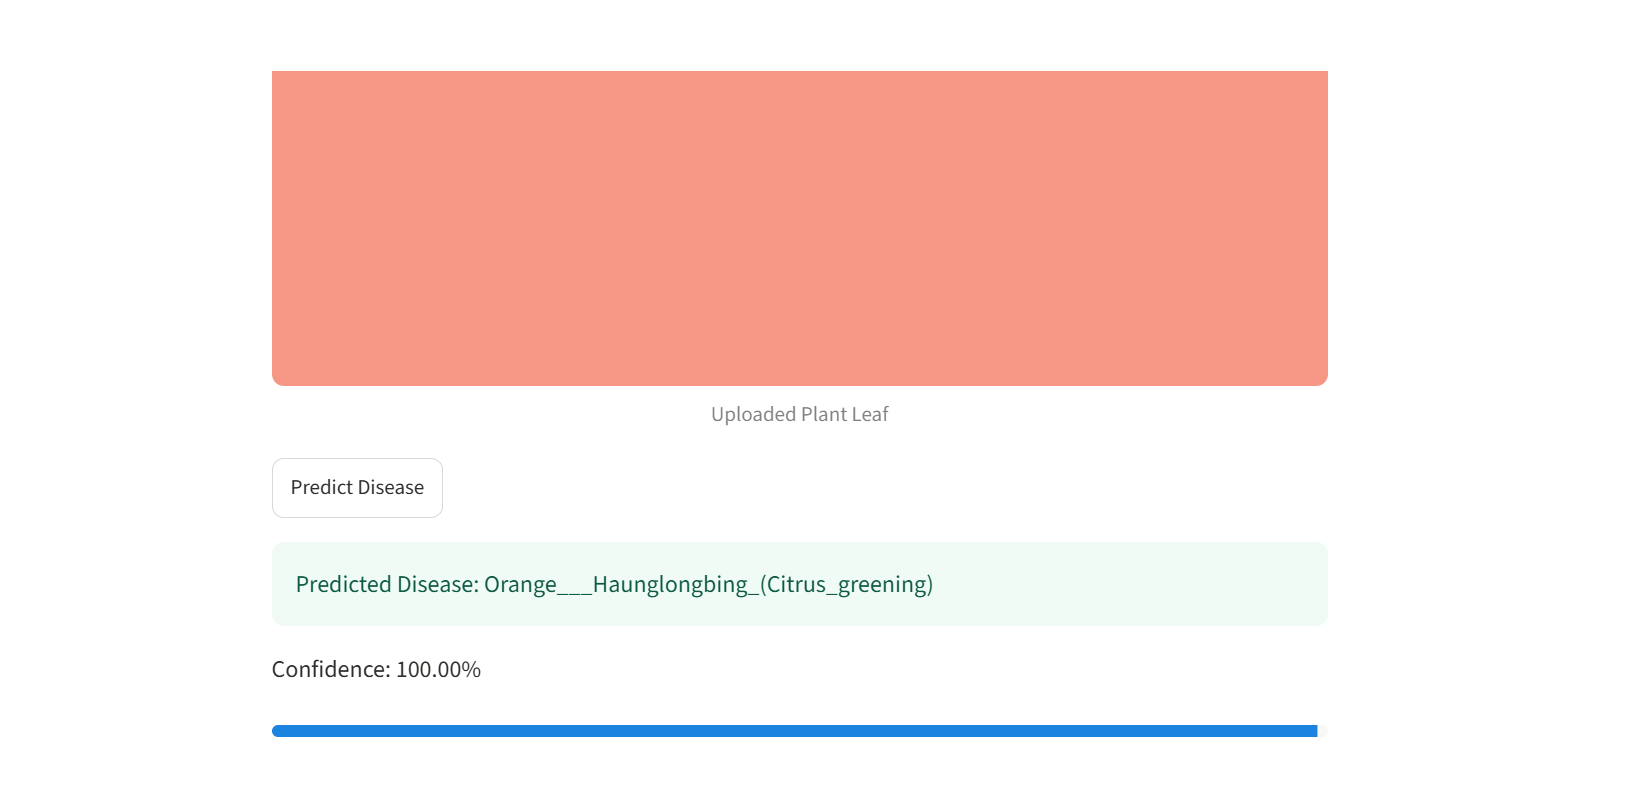 Uploaded Plant Leaf
Predict Disease
Predicted Disease: Orange___Haunglongbing_(Citrus_greening)
Confidence: 100.00%